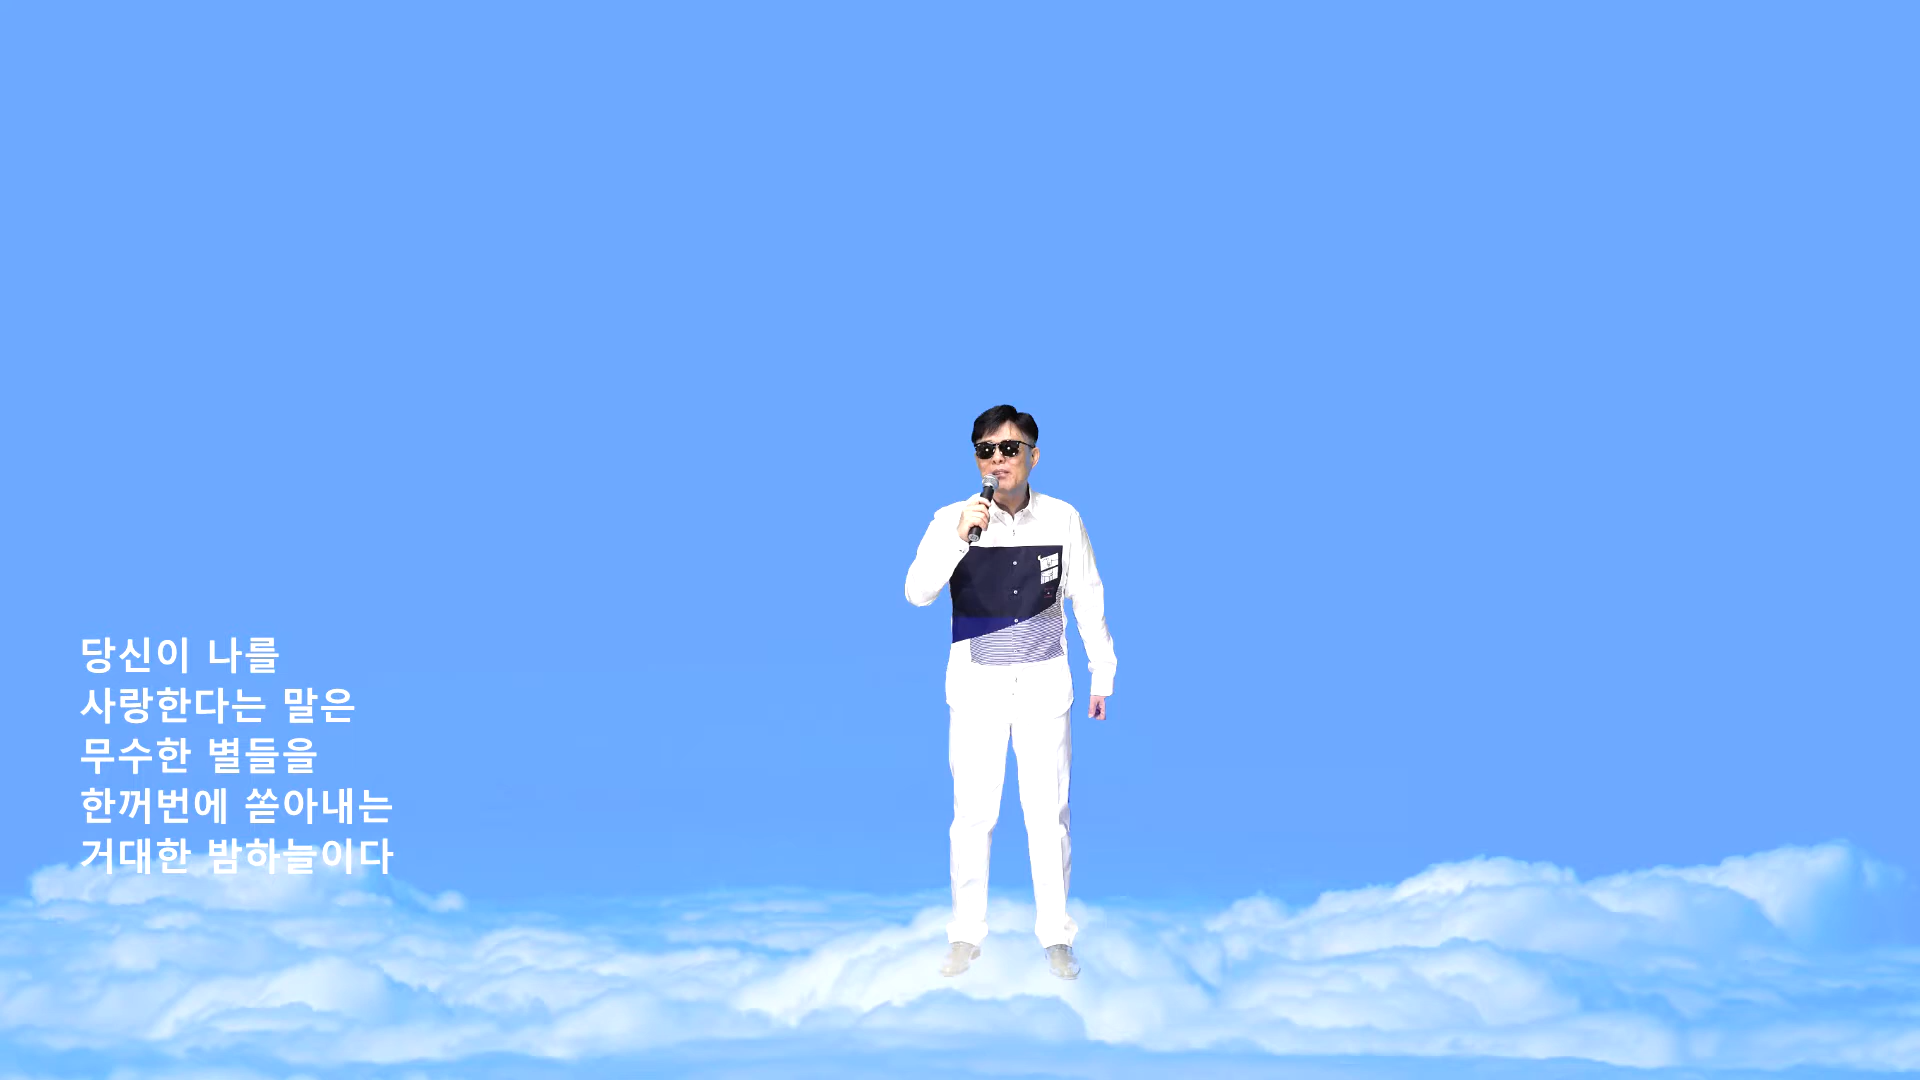 당신이 나를
사랑한다는 말은
무수한 별들을
한꺼번에 쏟아내는
거대한 밤하늘이다